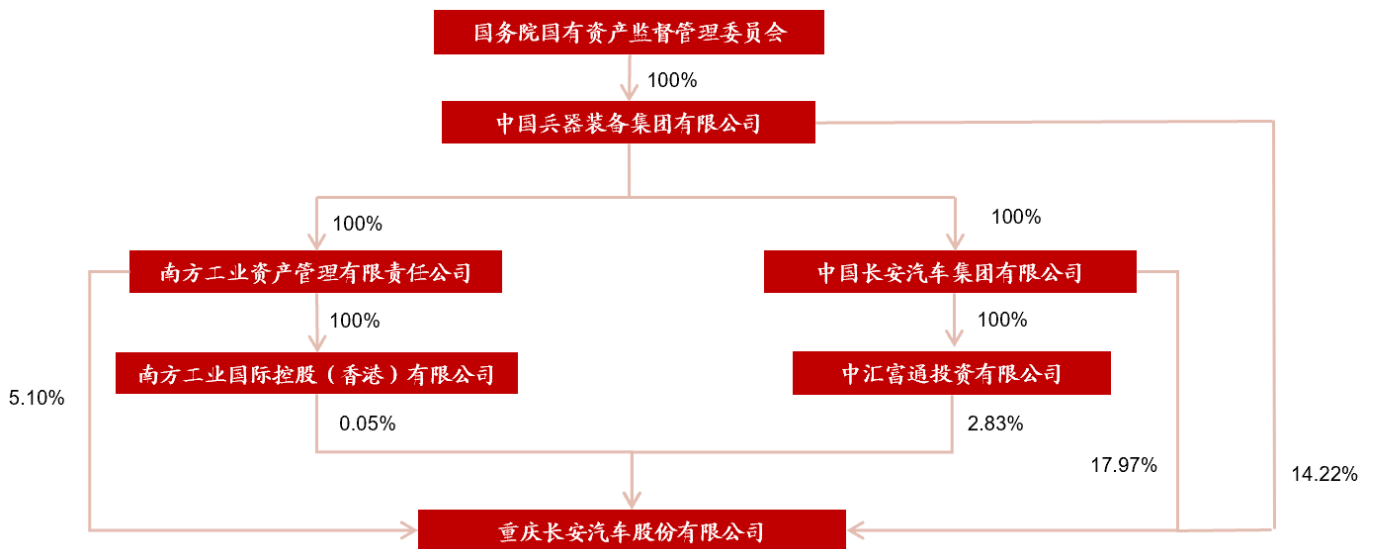 国务院国有资产监督管理委员会
100%
中国兵器装备集团有限公司
100%
100%
南方工业资产管理有限责任公司
中国长安汽车集团有限公司
100%
100%
南方工业国际控股（香港）有限公司
中汇富通投资有限公司
5.10%
0.05%
2.83%
17.97%
14.22%
重庆长安汽车股份有限公司